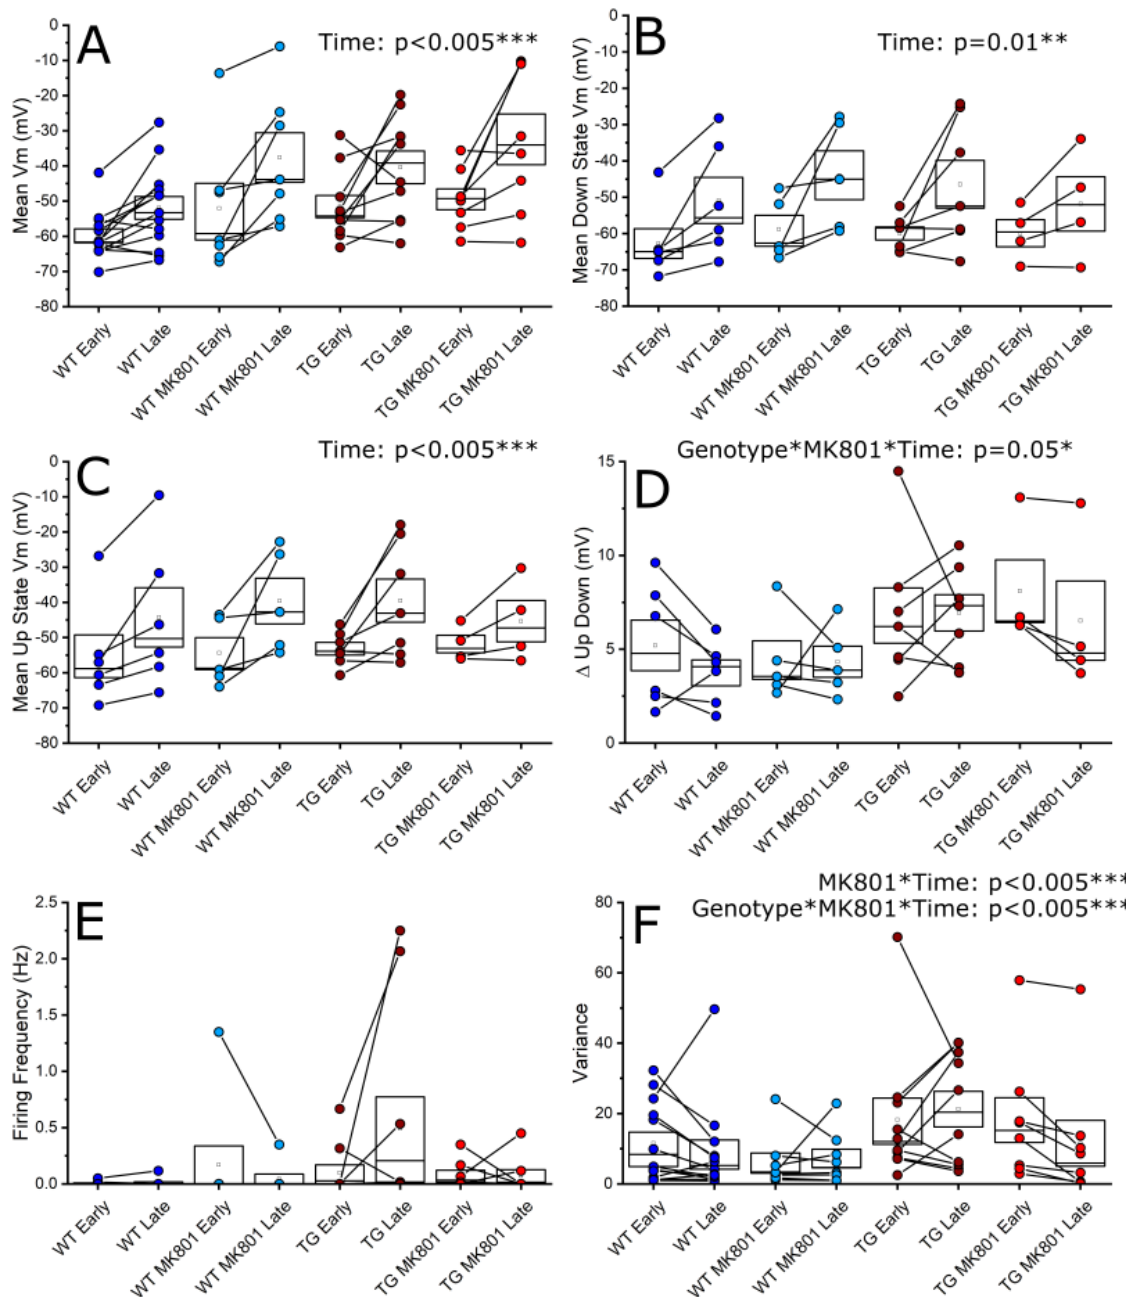 A
Time: p<0.005***
Mean Vm (mV)
0
-10
-20
-30
-40
-50
-60
-70
-80
WT Early
WT Late
WT MK801 Early
WT MK801 Late
TG Early
TG Late
TG MK801 Early
TG MK801 Late
B
Time: p=0.01**
Mean Down State Vm (mV)
0
-10
-20
-30
-40
-50
-60
-70
-80
WT Early
WT Late
WT MK801 Early
WT MK801 Late
TG Early
TG Late
TG MK801 Early
TG MK801 Late
C
Time: p<0.005***
Mean Up State Vm (mV)
0
-10
-20
-30
-40
-50
-60
-70
-80
WT Early
WT Late
WT MK801 Early
WT MK801 Late
TG Early
TG Late
TG MK801 Early
TG MK801 Late
Genotype*MK801*Time: p=0.05*
D
Δ Up Down (mV)
15
10
5
0
WT Early
WT Late
WT MK801 Early
WT MK801 Late
TG Early
TG Late
TG MK801 Early
TG MK801 Late
E
Firing Frequency (Hz)
2.5
2.0
1.5
1.0
0.5
0.0
WT Early
WT Late
WT MK801 Early
WT MK801 Late
TG Early
TG Late
TG MK801 Early
TG MK801 Late
MK801*Time: p<0.005***
Genotype*MK801*Time: p<0.005***
F
Variance
80
60
40
20
0
WT Early
WT Late
WT MK801 Early
WT MK801 Late
TG Early
TG Late
TG MK801 Early
TG MK801 Late